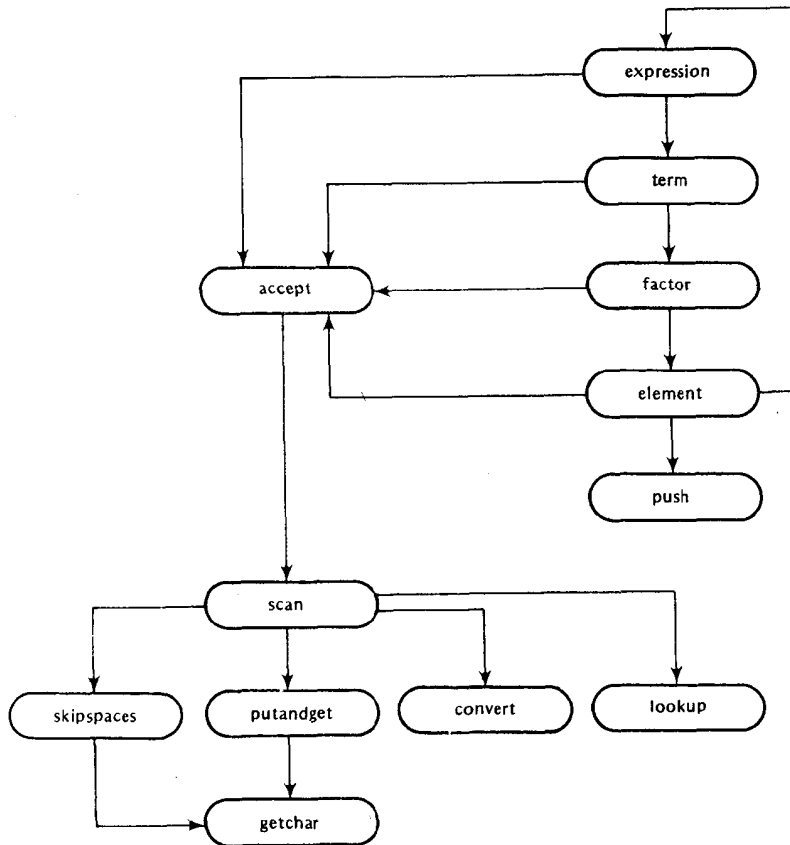 expression
term
accept
factor
element
push
scan
skipspaces
putandget
convert
lookup
getchar